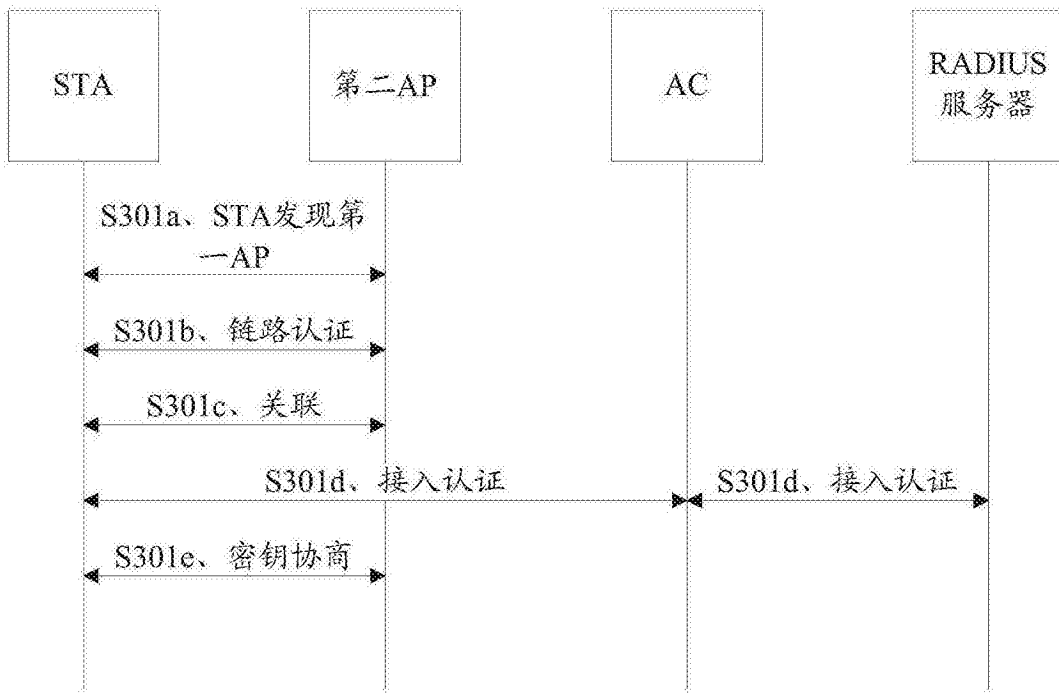 STA
第二AP
AC
RADIUS
服务器
S301a、STA发现第
一AP
S301b、链路认证
S301c、关联
S301d、接入认证
S301d、接入认证
S301e、密钥协商